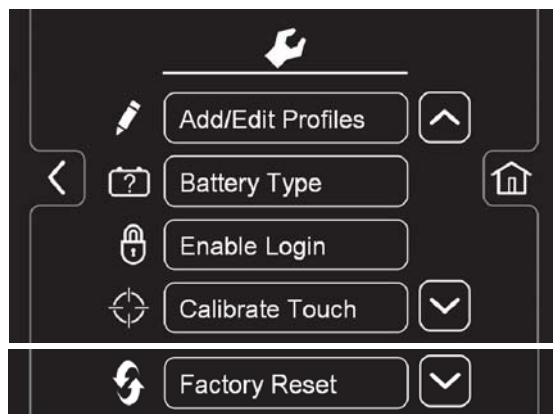 Add/Edit Profiles
Battery Type
Enable Login
Calibrate Touch
Factory Reset